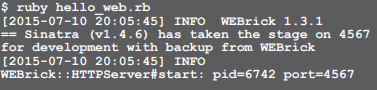 $ ruby hello_web.rb
[2015-07-10 20:05:45] INFO  WEBrick 1.3.1
== Sinatra (v1.4.6) has taken the stage on 4567
for development with backup from WEBrick
[2015-07-10 20:05:45] INFO
WEBrick::HTTPServer#start: pid=6742 port=4567